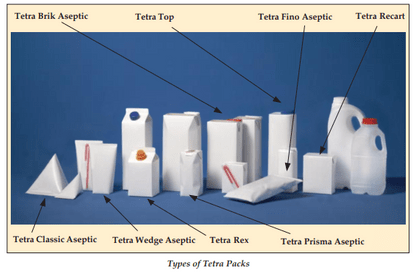 Tetra Brik Aseptic Tetra Top Tetra Fino Aseptic Tetra Recart
Tetra Classic Aseptic Tetra Wedge Aseptic Tetra Rex Tetra Prisma Aseptic
Types of Tetra Packs